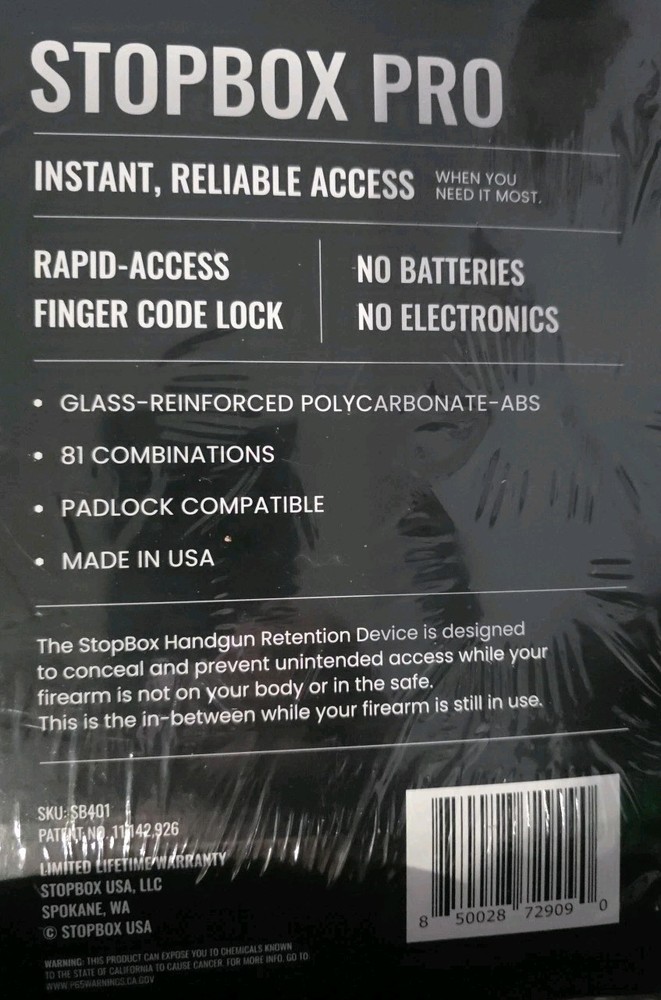 STOPBOX PRO
INSTANT, RELIABLE ACCESS
WHEN YOU
NEED IT MOST.
RAPID-ACCESS
FINGER CODE LOCK
NO BATTERIES
NO ELECTRONICS
• GLASS-REINFORCED POLYCARBONATE-ABS
• 81 COMBINATIONS
• PADLOCK COMPATIBLE
• MADE IN USA
The StopBox Handgun Retention Device is designed
to conceal and prevent unintended access while your
firearm is not on your body or in the safe.
This is the in-between while your firearm is still in use.
SKU: SB401
PATENT NO. 11,142,926
LIMITED LIFETIME WARRANTY
STOPBOX USA, LLC
SPOKANE, WA
© STOPBOX USA
WARNING: THIS PRODUCT CAN EXPOSE YOU TO CHEMICALS KNOWN
TO THE STATE OF CALIFORNIA TO CAUSE CANCER. FOR MORE INFO. GO TO
WWW.P65WARNINGS.CA.GOV
8 50028 72909 0